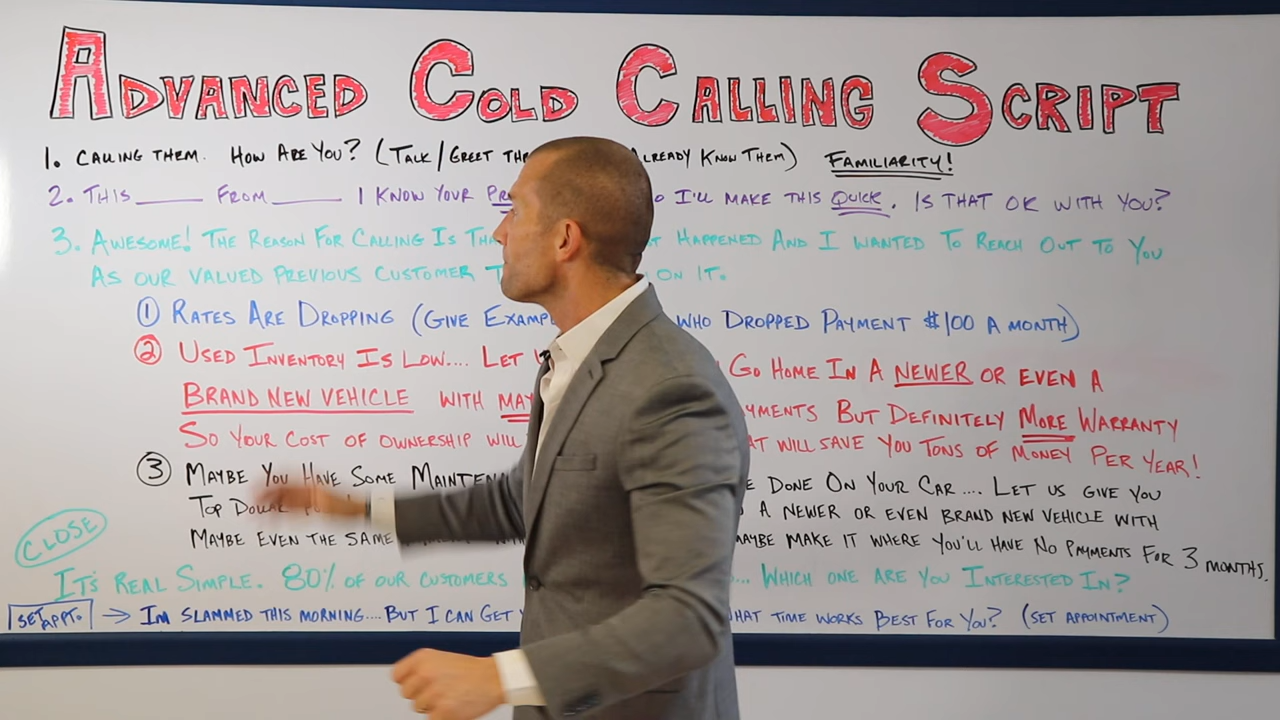 ADVANCED COLD CALLING SCRIPT
1. CALLING THEM. HOW ARE YOU? (TALK/GREET ALREADY KNOW THEM) FAMILIARITY!
2. THIS ______ FROM ______ I KNOW YOUR I'LL MAKE THIS QUICK. IS THAT OK WITH YOU?
3. AWESOME! THE REASON FOR CALLING IS HAPPENED AND I WANTED TO REACH OUT TO YOU
AS OUR VALUED PREVIOUS CUSTOMER ON IT.
① RATES ARE DROPPING (GIVE WHO DROPPED PAYMENT $100 A MONTH)
② USED INVENTORY IS LOW.... LET GO HOME IN A NEWER OR EVEN A
BRAND NEW VEHICLE WITH BUT DEFINITELY MORE WARRANTY
SO YOUR COST OF OWNERSHIP WILL WILL SAVE YOU TONS OF MONEY PER YEAR!
③ MAYBE YOU HAVE SOME DONE ON YOUR CAR.... LET US GIVE YOU
TOP A NEWER OR EVEN BRAND NEW VEHICLE WITH
MAYBE EVEN THE SAME MAYBE MAKE IT WHERE YOU'LL HAVE NO PAYMENTS FOR 3 MONTHS.
CLOSE
IT'S REAL SIMPLE. 80% OF OUR CUSTOMERS ... WHICH ONE ARE YOU INTERESTED IN?
SET APPT. → IM SLAMMED THIS MORNING....BUT I CAN GET WHAT TIME WORKS BEST FOR YOU? (SET APPOINTMENT)